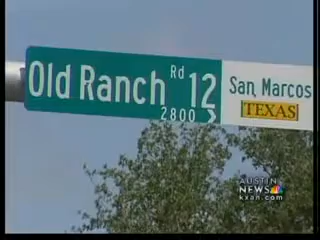 Old Ranch Rd 12
2800 >
San Marcos
TEXAS
AUSTIN
NEWS
kxan.com